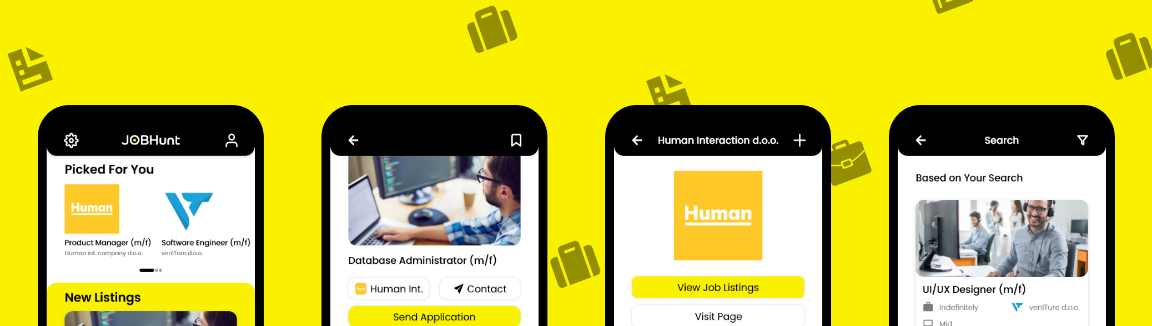 JOBHunt
Picked For You
Human
Product Manager (m/f)
Human int. company d.o.o.
Software Engineer (m/f)
venITure d.o.o.
New Listings
Database Administrator (m/f)
Human Int.
Contact
Send Application
Human Interaction d.o.o.
Human
View Job Listings
Visit Page
Search
Based on Your Search
UI/UX Designer (m/f)
Indefinitely
venITure d.o.o.
Mid